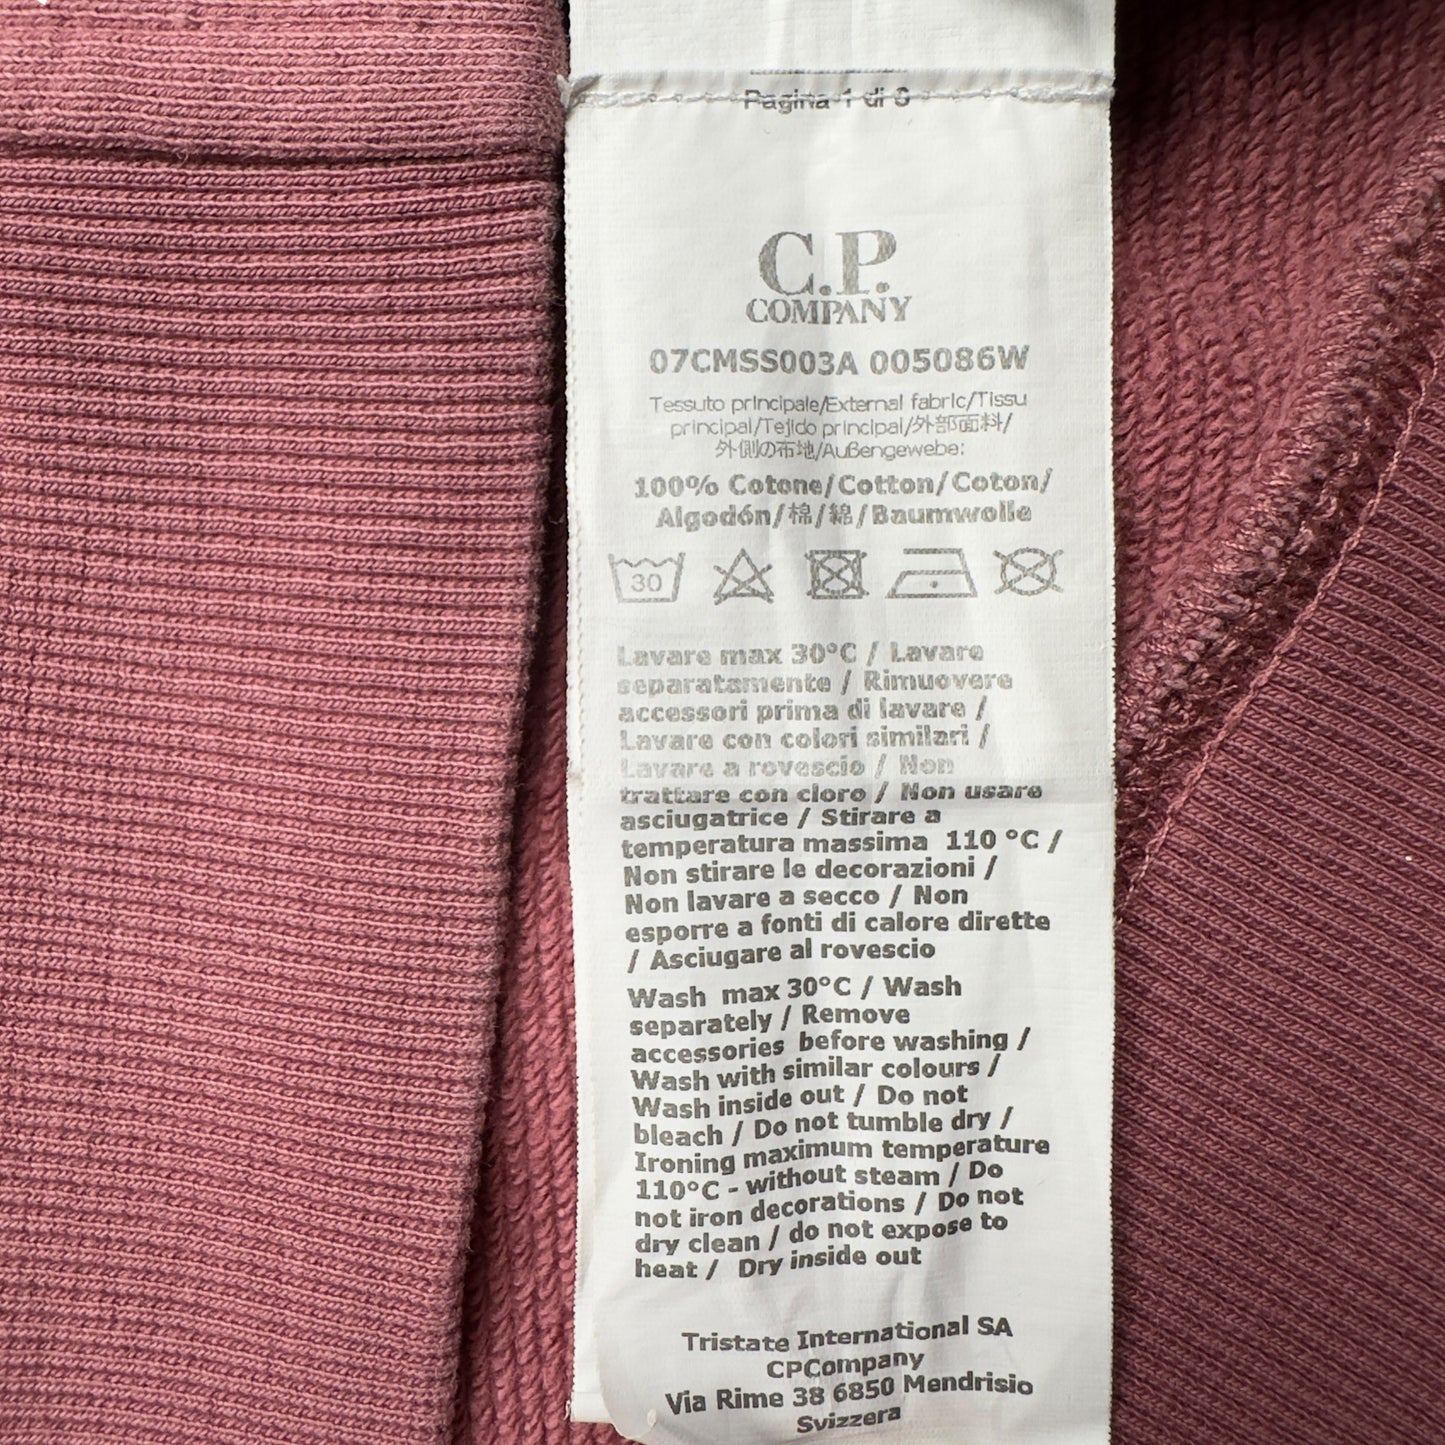 Pagina 1 di 8
C.P.
COMPANY
07CMSS003A 005086W
Tessuto principale/External fabric/Tissu
principal/Tejido principal/外部面料/
外側の布地/Außengewebe:
100% Cotone/Cotton/Coton/
Algodón/棉/綿/Baumwolle
30
Lavare max 30°C / Lavare
separatamente / Rimuovere
accessori prima di lavare /
Lavare con colori similari /
Lavare a rovescio / Non
trattare con cloro / Non usare
asciugatrice / Stirare a
temperatura massima 110 °C /
Non stirare le decorazioni /
Non lavare a secco / Non
esporre a fonti di calore dirette
/ Asciugare al rovescio
Wash max 30°C / Wash
separately / Remove
accessories before washing /
Wash with similar colours /
Wash inside out / Do not
bleach / Do not tumble dry /
Ironing maximum temperature
110°C - without steam / Do
not iron decorations / Do not
dry clean / do not expose to
heat / Dry inside out
Tristate International SA
CPCompany
Via Rime 38 6850 Mendrisio
Svizzera